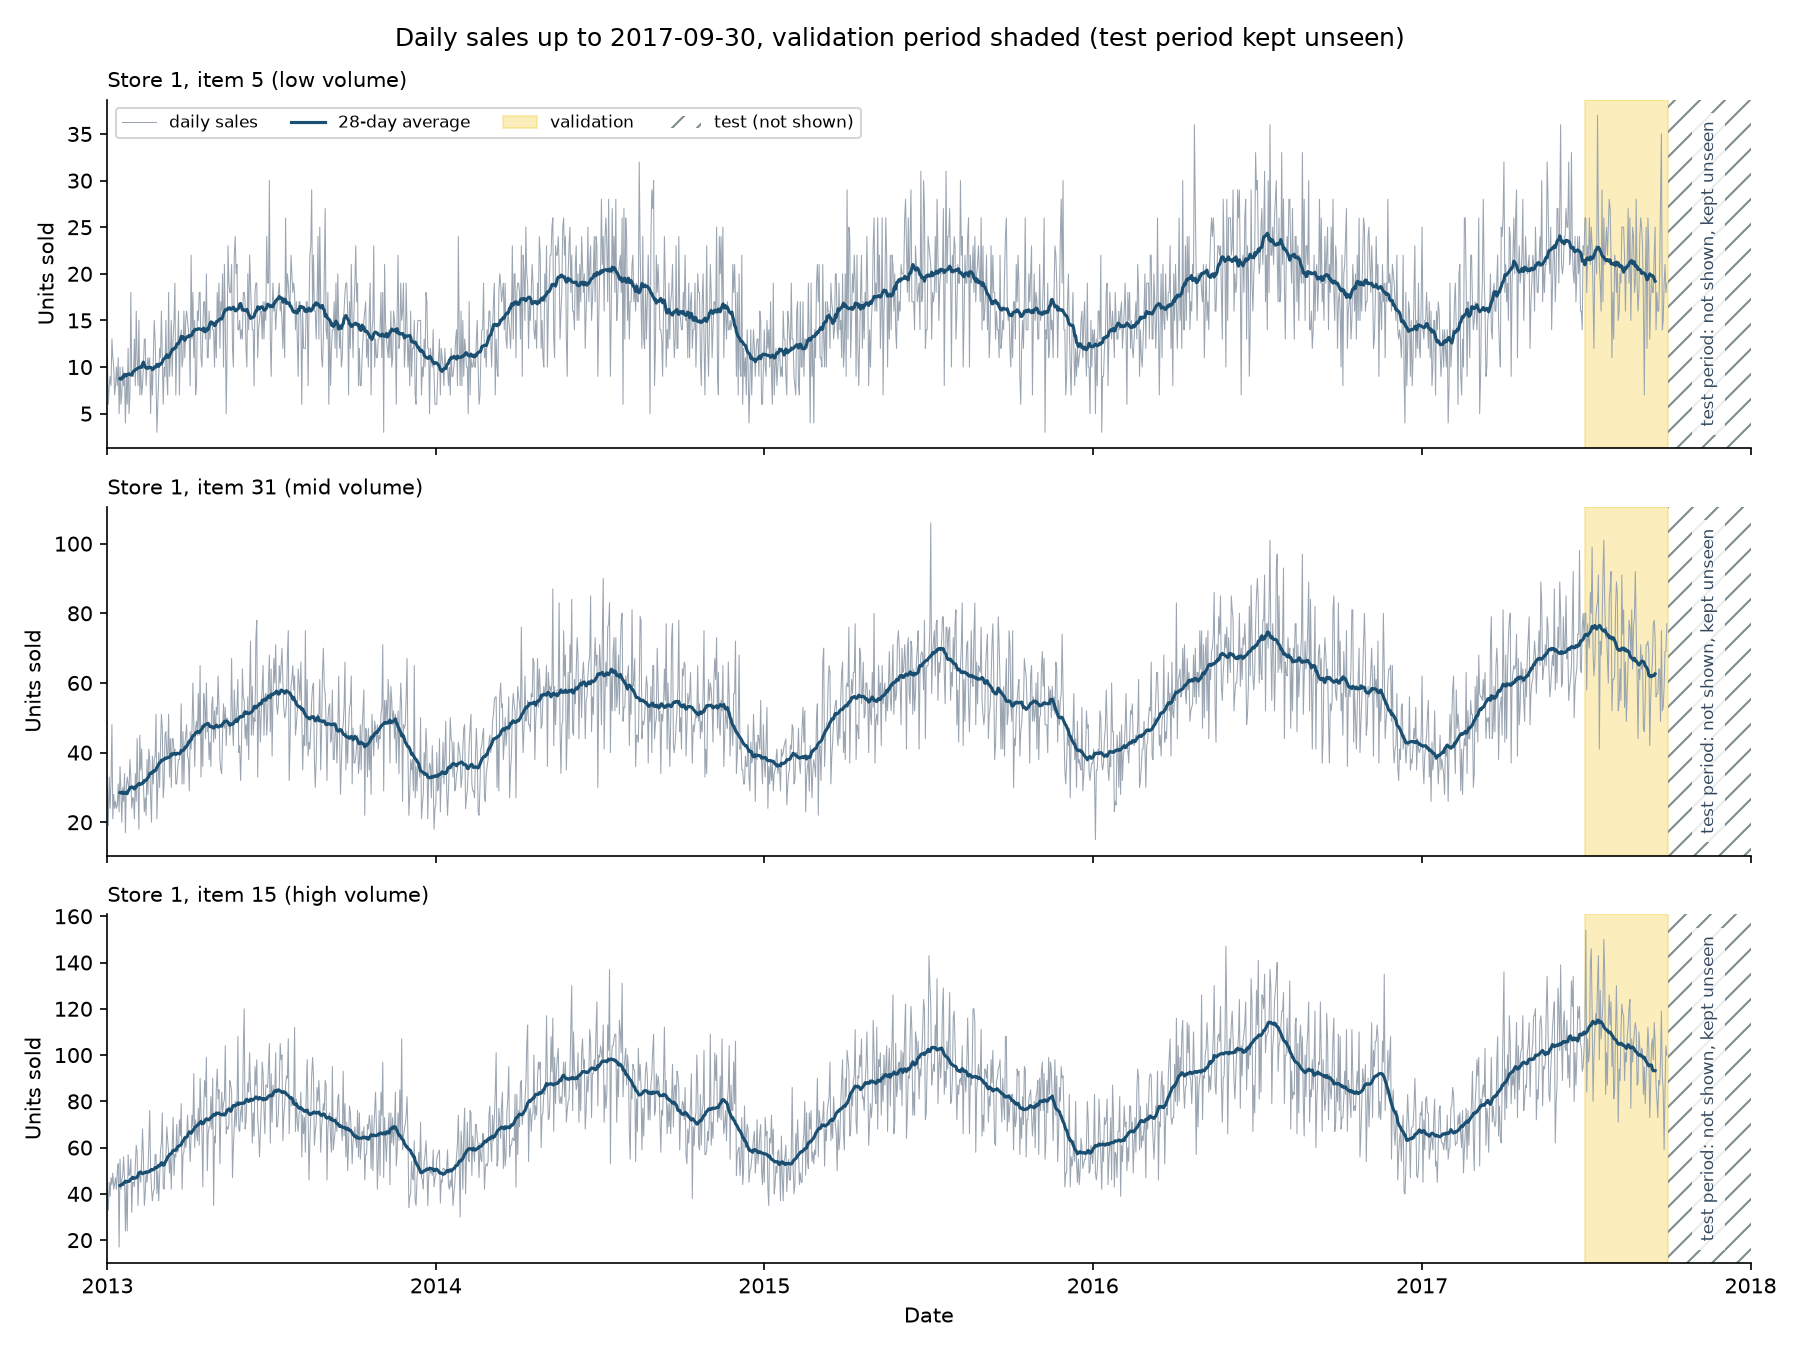 Daily sales up to 2017-09-30, validation period shaded (test period kept unseen)
Store 1, item 5 (low volume)
daily sales
28-day average
validation
test (not shown)
35
30
25
20
15
10
5
Units sold
test period: not shown, kept unseen
Store 1, item 31 (mid volume)
100
80
60
40
20
Units sold
test period: not shown, kept unseen
Store 1, item 15 (high volume)
160
140
120
100
80
60
40
20
Units sold
test period: not shown, kept unseen
2013
2014
2015
2016
2017
2018
Date